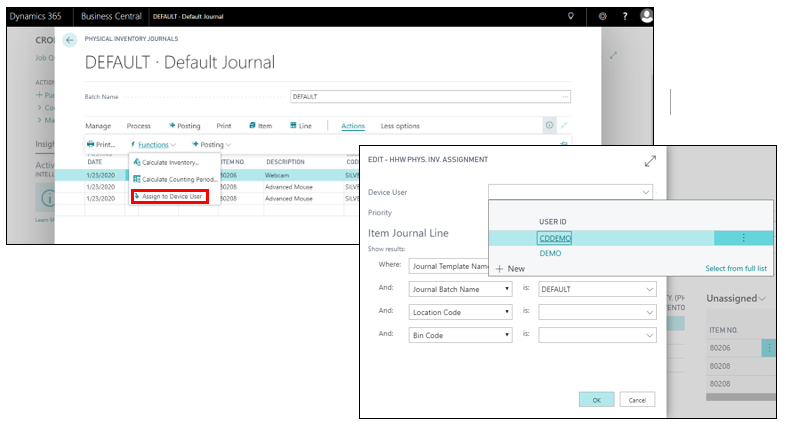 Dynamics 365 Business Central DEFAULT · Default Journal ?
CRO
PHYSICAL INVENTORY JOURNALS
Job Q
DEFAULT · Default Journal
ACTION
+ Pu
Batch Name DEFAULT
> Co
> Ma
Manage Process Posting Print Item Line Actions Less options
Insigh
Print... Functions Posting
DATE ITEM NO. DESCRIPTION CODE
Activ
INTELL
Calculate Inventory...
1/23/2020 80206 Webcam SILVE
Calculate Counting Period...
1/23/2020 80208 Advanced Mouse SILVE
Assign to Device User
1/23/2020 80208 Advanced Mouse SILVE
Learn M
EDIT - HHW PHYS. INV. ASSIGNMENT
Device User
Priority
USER ID
CDDEMO
DEMO
+ New Select from full list
Item Journal Line
Show results:
Where: Journal Template Name
And: Journal Batch Name is: DEFAULT
And: Location Code is:
And: Bin Code is:
OK Cancel
Y. (PH
ENTO
Unassigned
ITEM NO.
80206
80208
80208